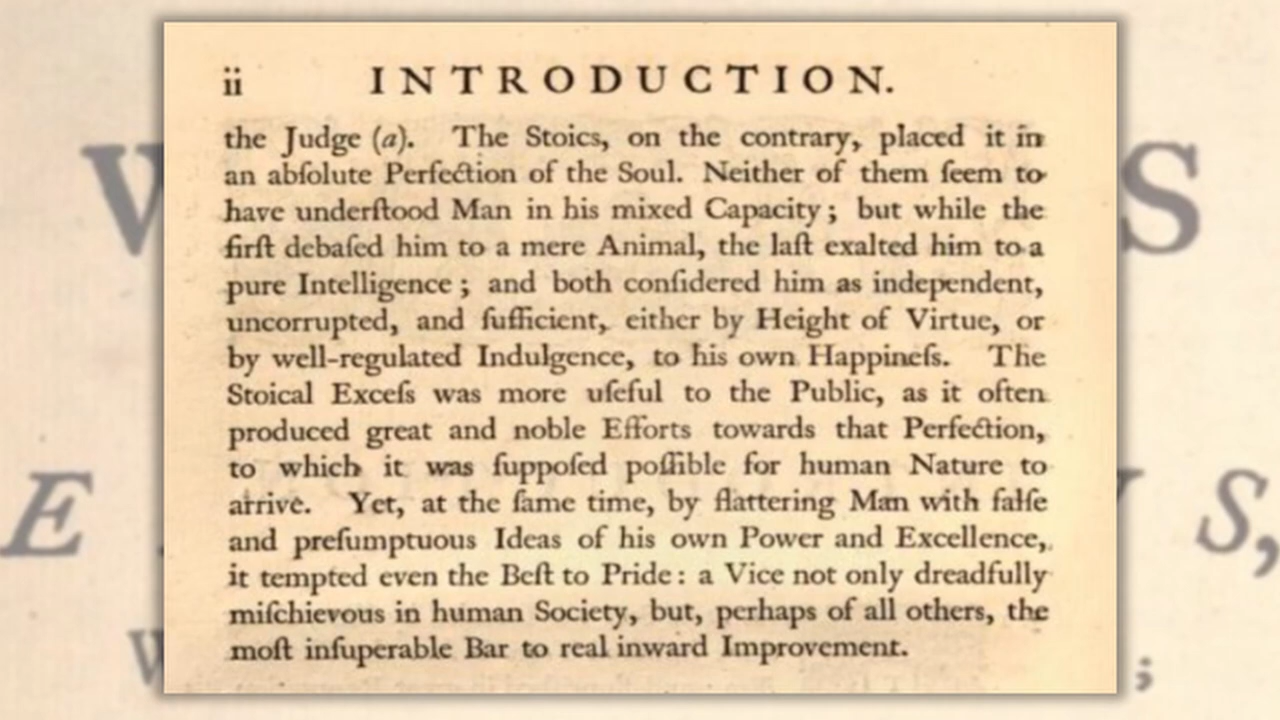 ii INTRODUCTION.
the Judge (a). The Stoics, on the contrary, placed it in
an abſolute Perfection of the Soul. Neither of them ſeem to
have underſtood Man in his mixed Capacity; but while the
firſt debaſed him to a mere Animal, the laſt exalted him to a
pure Intelligence; and both conſidered him as independent,
uncorrupted, and ſufficient, either by Height of Virtue, or
by well-regulated Indulgence, to his own Happineſs. The
Stoical Exceſs was more uſeful to the Public, as it often
produced great and noble Efforts towards that Perfection,
to which it was ſuppoſed poſſible for human Nature to
arrive. Yet, at the ſame time, by flattering Man with falſe
and preſumptuous Ideas of his own Power and Excellence,
it tempted even the Beſt to Pride: a Vice not only dreadfully
miſchievous in human Society, but, perhaps of all others, the
moſt inſuperable Bar to real inward Improvement.